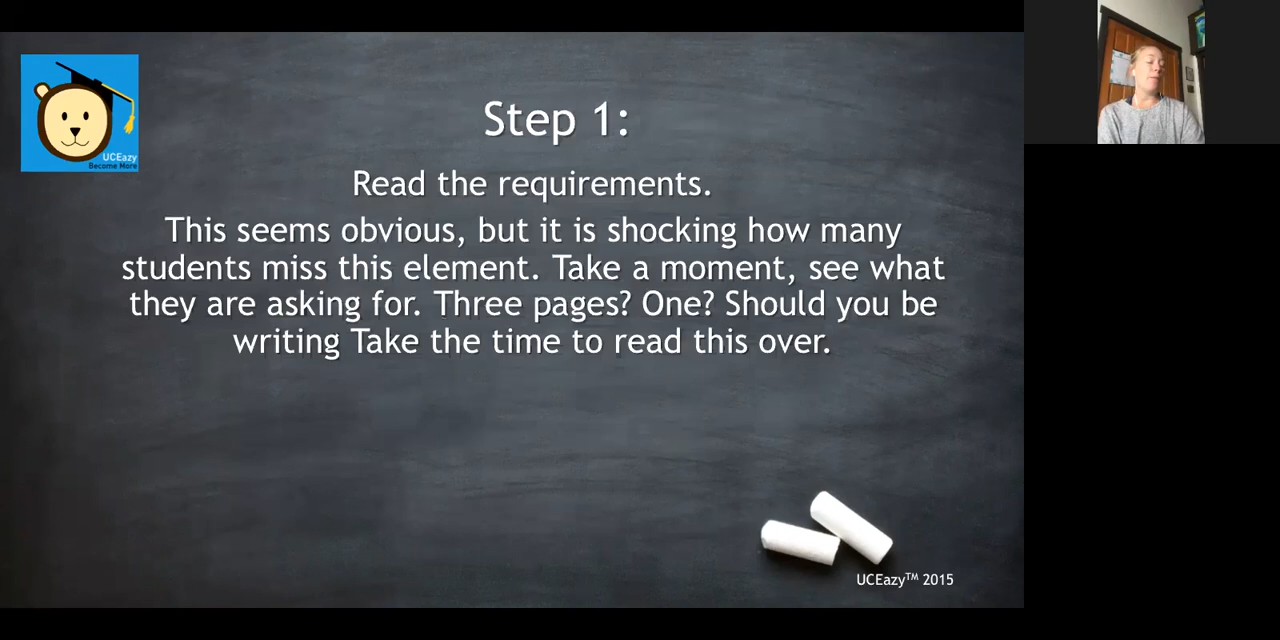 UCEazy
Become More
Step 1:
Read the requirements.
This seems obvious, but it is shocking how many
students miss this element. Take a moment, see what
they are asking for. Three pages? One? Should you be
writing Take the time to read this over.
UCEazy™ 2015